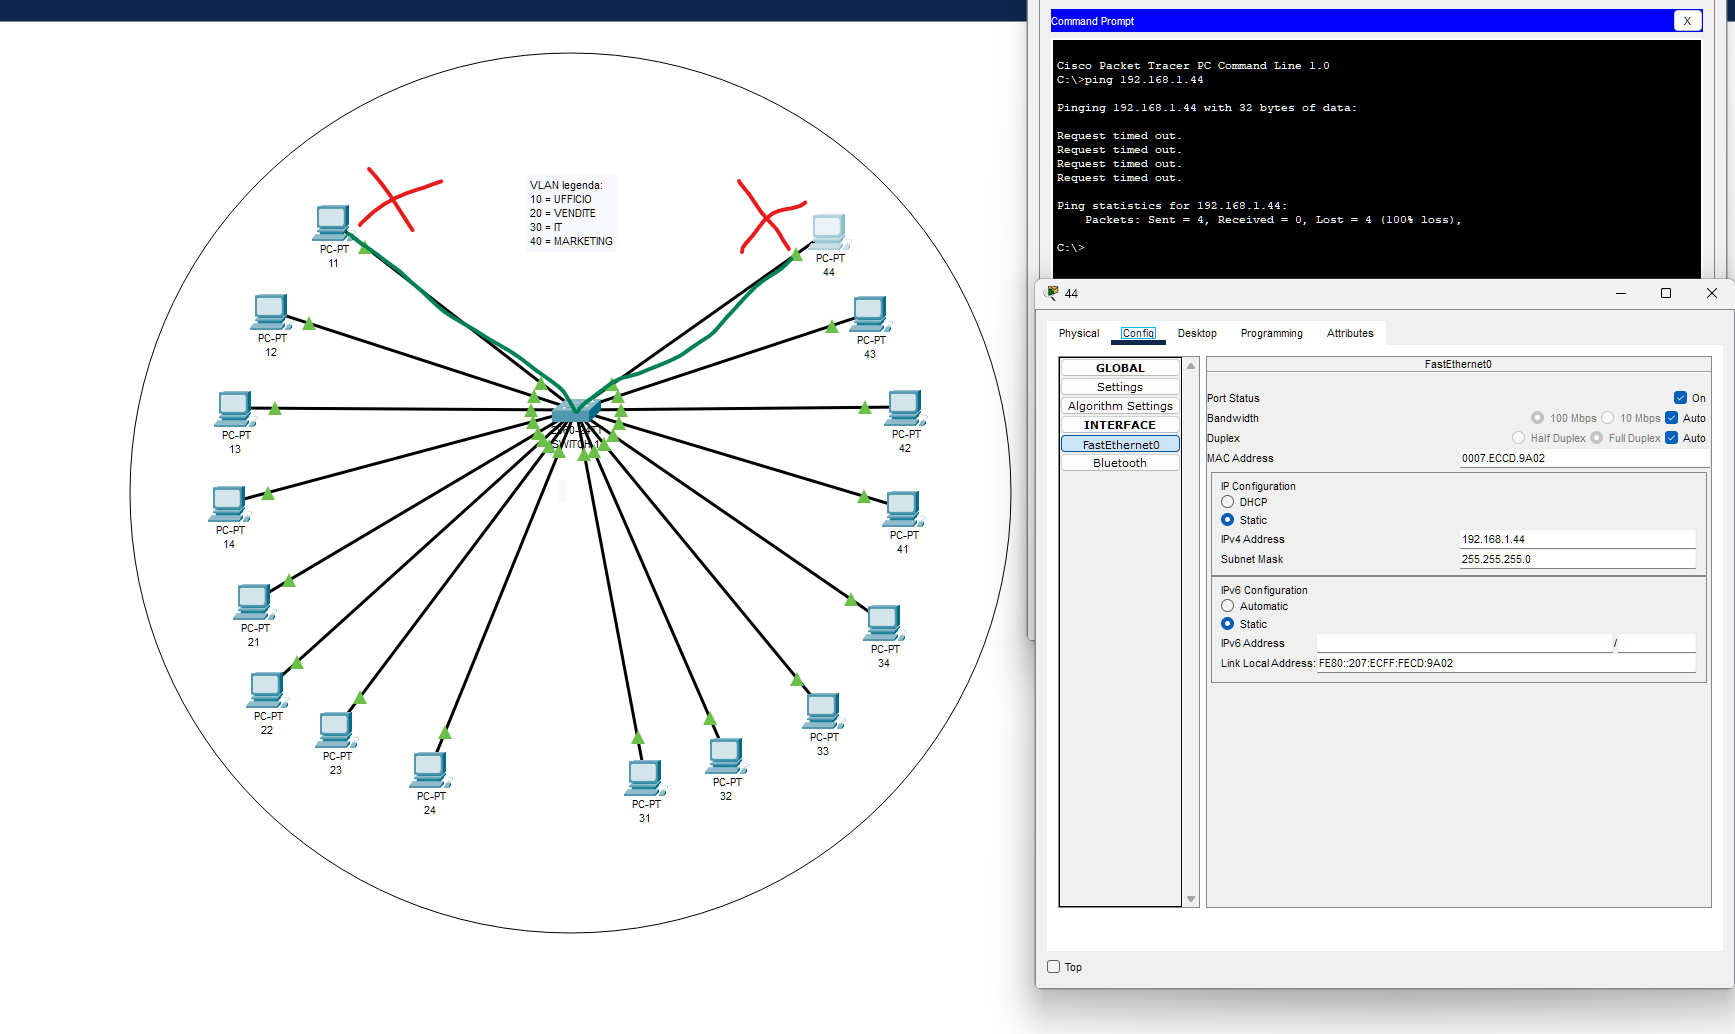 VLAN legenda:
10 = UFFICIO
20 = VENDITE
30 = IT
40 = MARKETING
PC-PT
11
PC-PT
12
PC-PT
13
PC-PT
14
PC-PT
21
PC-PT
22
PC-PT
23
PC-PT
24
PC-PT
31
PC-PT
32
PC-PT
33
PC-PT
34
PC-PT
41
PC-PT
42
PC-PT
43
PC-PT
44
SWITCH 1
Command Prompt
X
Cisco Packet Tracer PC Command Line 1.0
C:\>ping 192.168.1.44
Pinging 192.168.1.44 with 32 bytes of data:
Request timed out.
Request timed out.
Request timed out.
Request timed out.
Ping statistics for 192.168.1.44:
Packets: Sent = 4, Received = 0, Lost = 4 (100% loss),
C:\>
44
Physical Config Desktop Programming Attributes
GLOBAL
Settings
Algorithm Settings
INTERFACE
FastEthernet0
Bluetooth
FastEthernet0
Port Status On
Bandwidth 100 Mbps 10 Mbps Auto
Duplex Half Duplex Full Duplex Auto
MAC Address 0007.ECCD.9A02
IP Configuration
DHCP
Static
IPv4 Address 192.168.1.44
Subnet Mask 255.255.255.0
IPv6 Configuration
Automatic
Static
IPv6 Address /
Link Local Address: FE80::207:ECFF:FECD:9A02
Top